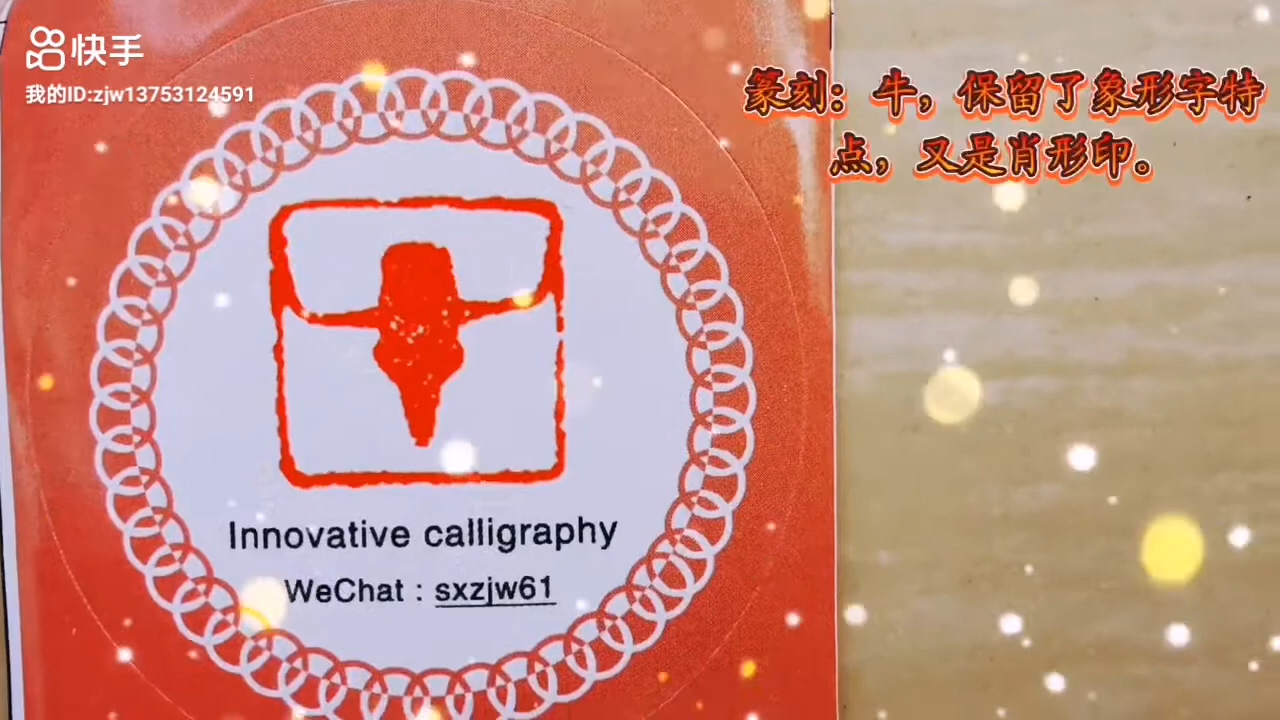 快手
我的ID:zjw13753124591
篆刻：牛，保留了象形字特
点，又是肖形印。
Innovative calligraphy
WeChat : sxzjw61